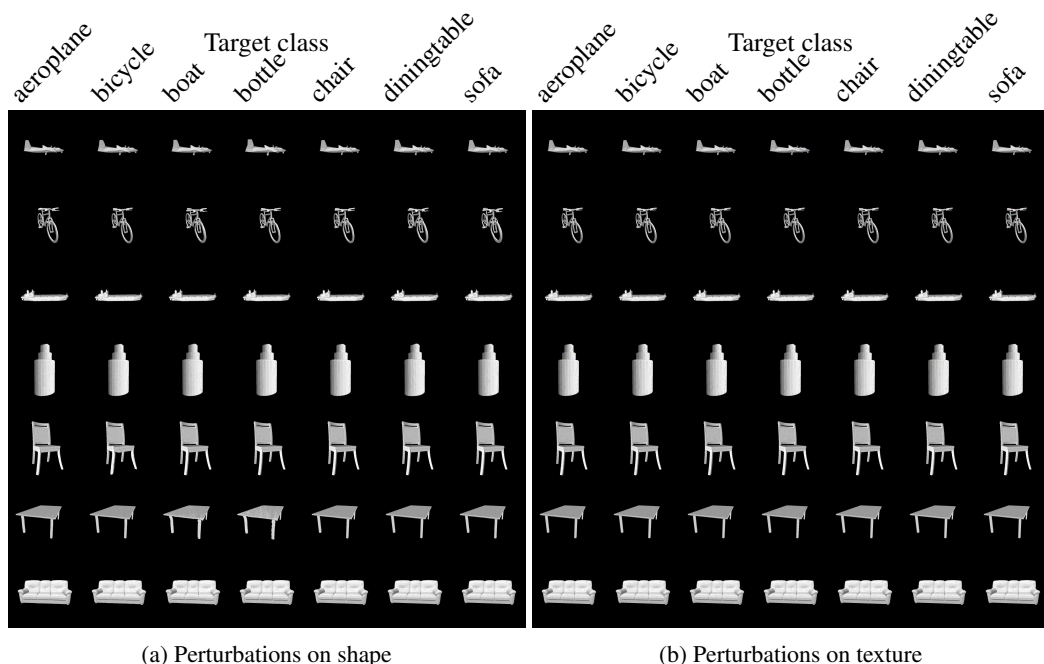 Target class
aeroplane bicycle boat bottle chair diningtable sofa
Target class
aeroplane bicycle boat bottle chair diningtable sofa
(a) Perturbations on shape
(b) Perturbations on texture